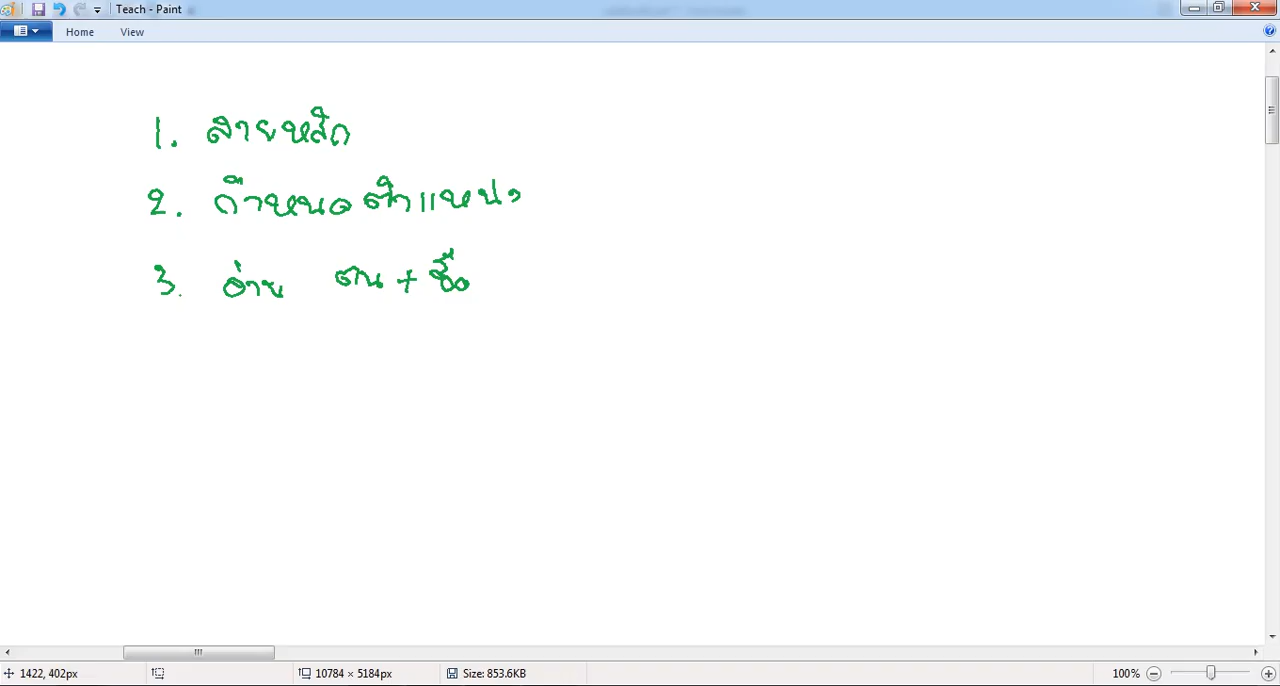 Teach - Paint
Home View
1. สายหลัก
2. กำหนดตำแหน่ง
3. อ่าน ตน + ชื่อ
1422, 402px 10784 × 5184px Size: 853.6KB 100%